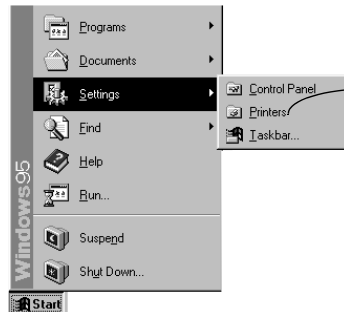 Programs
Documents
Settings
Find
Help
Run...
Suspend
Shut Down...
Control Panel
Printers
Taskbar...
Windows95
Start